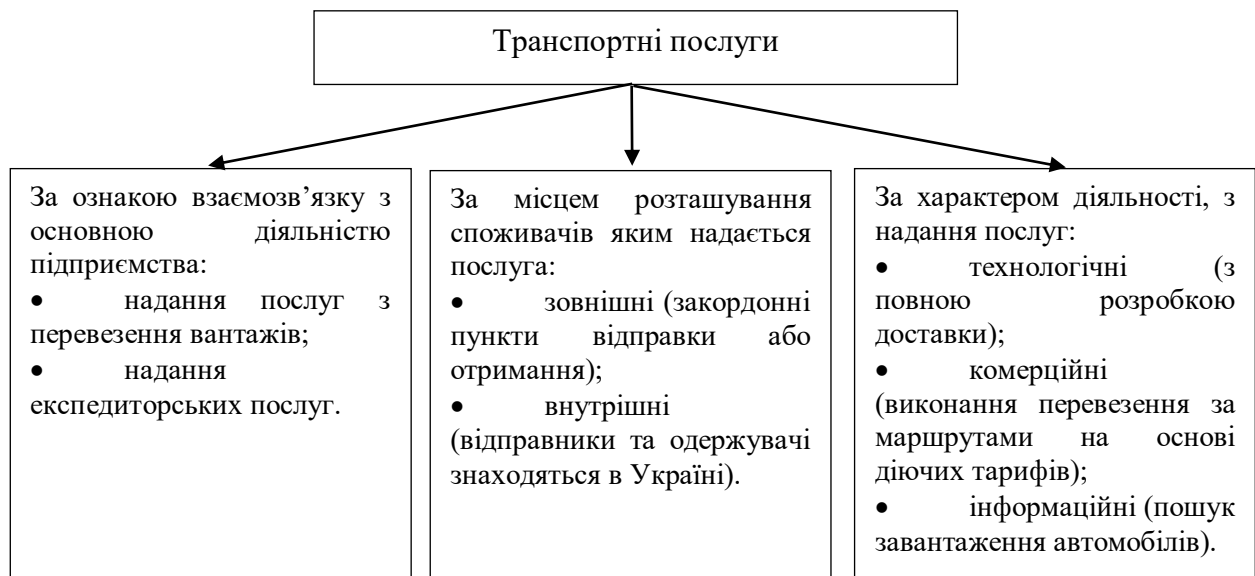 Транспортні послуги
За ознакою взаємозв’язку з
основною діяльністю
підприємства:
• надання послуг з
перевезення вантажів;
• надання
експедиторських послуг.
За місцем розташування
споживачів яким надається
послуга:
• зовнішні (закордонні
пункти відправки або
отримання);
• внутрішні
(відправники та одержувачі
знаходяться в Україні).
За характером діяльності, з
надання послуг:
• технологічні (з
повною розробкою
доставки);
• комерційні
(виконання перевезення за
маршрутами на основі
діючих тарифів);
• інформаційні (пошук
завантаження автомобілів).